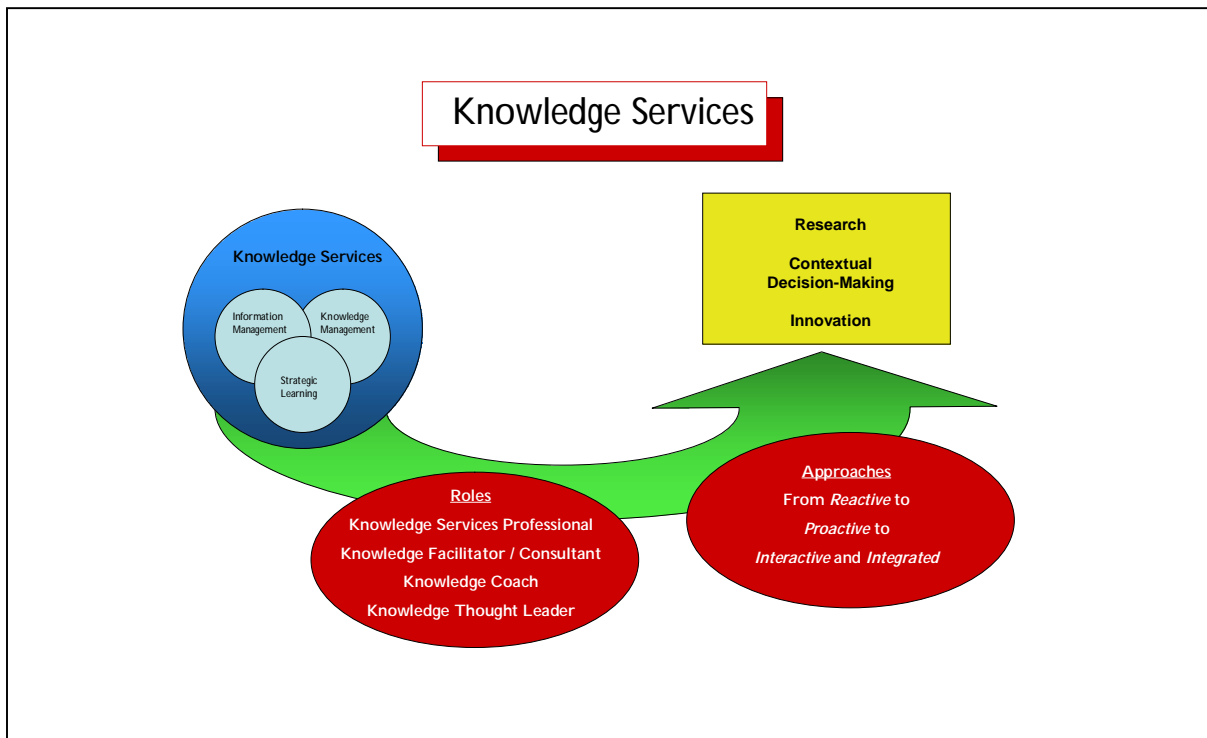 Knowledge Services
Knowledge Services
Information
Management
Knowledge
Management
Strategic
Learning
Research
Contextual
Decision-Making
Innovation
Roles
Knowledge Services Professional
Knowledge Facilitator / Consultant
Knowledge Coach
Knowledge Thought Leader
Approaches
From Reactive to
Proactive to
Interactive and Integrated